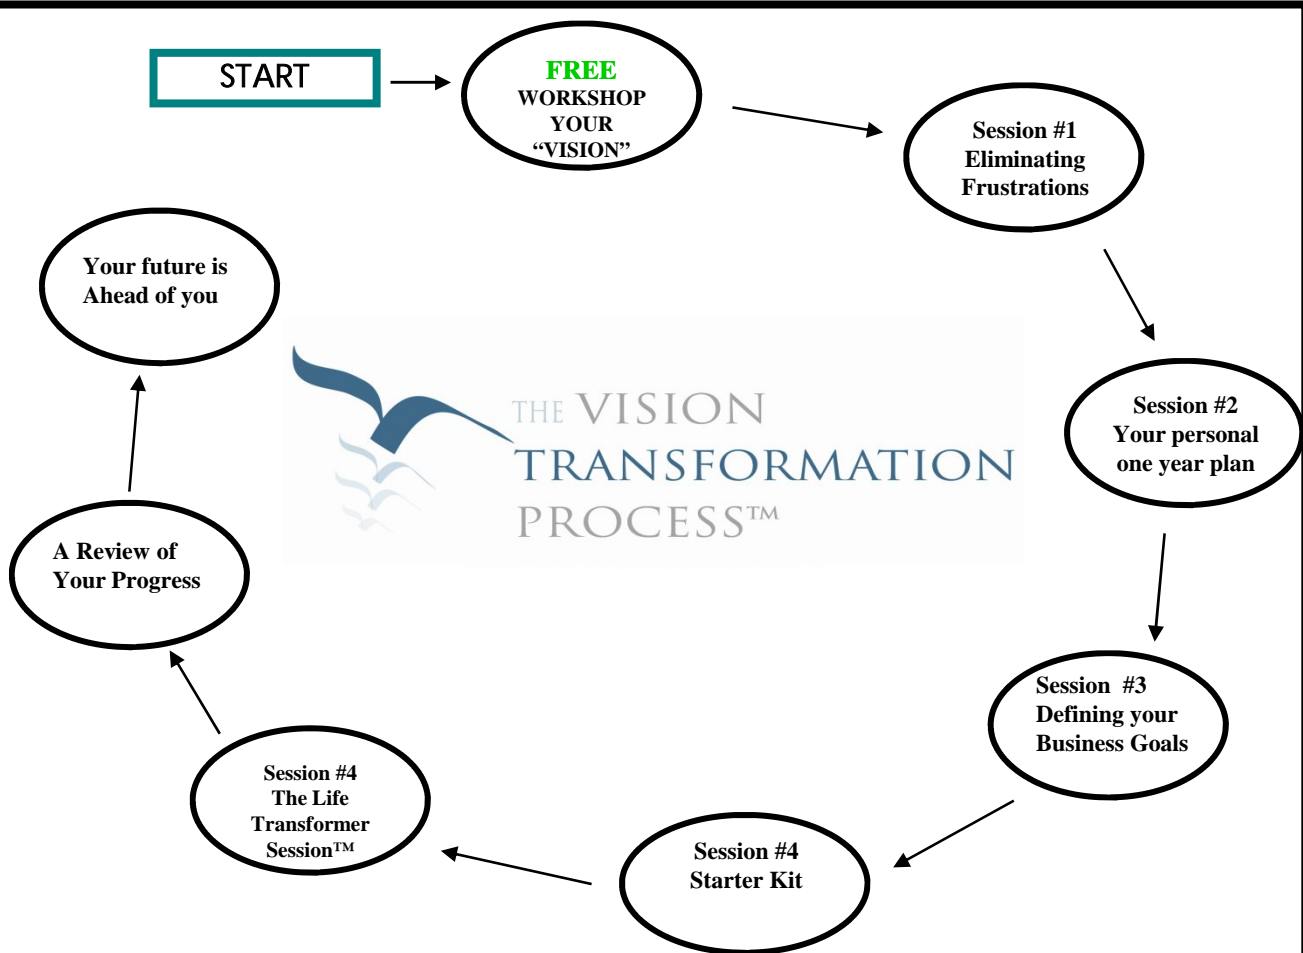 START
FREE
WORKSHOP
YOUR
“VISION”
Session #1
Eliminating
Frustrations
Your future is
Ahead of you
THE VISION
TRANSFORMATION
PROCESS™
Session #2
Your personal
one year plan
A Review of
Your Progress
Session #3
Defining your
Business Goals
Session #4
The Life
Transformer
Session™
Session #4
Starter Kit